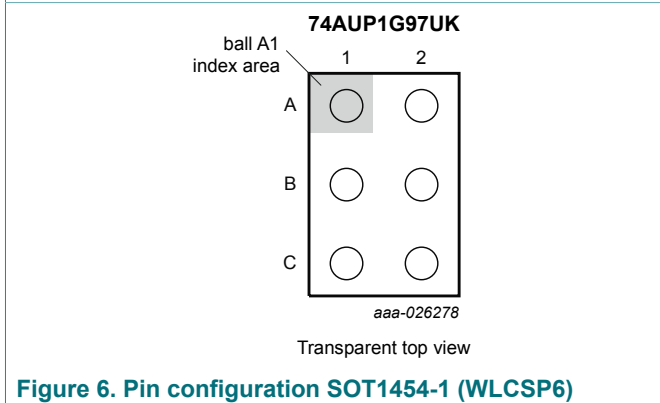 74AUP1G97UK
ball A1
index area
1 2
A
B
C
aaa-026278
Transparent top view
Figure 6. Pin configuration SOT1454-1 (WLCSP6)